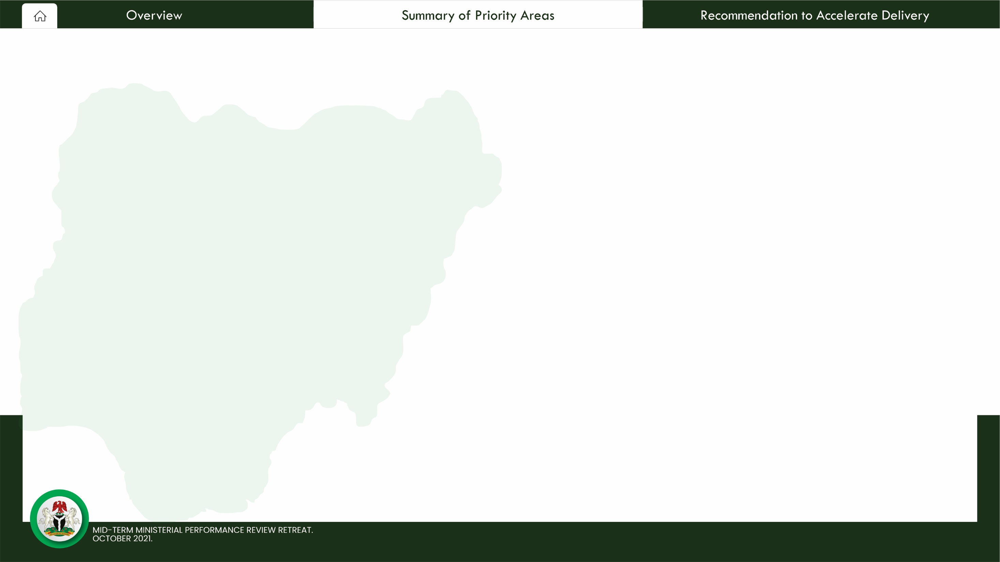 Overview
Summary of Priority Areas
Recommendation to Accelerate Delivery
MID-TERM MINISTERIAL PERFORMANCE REVIEW RETREAT.
OCTOBER 2021.